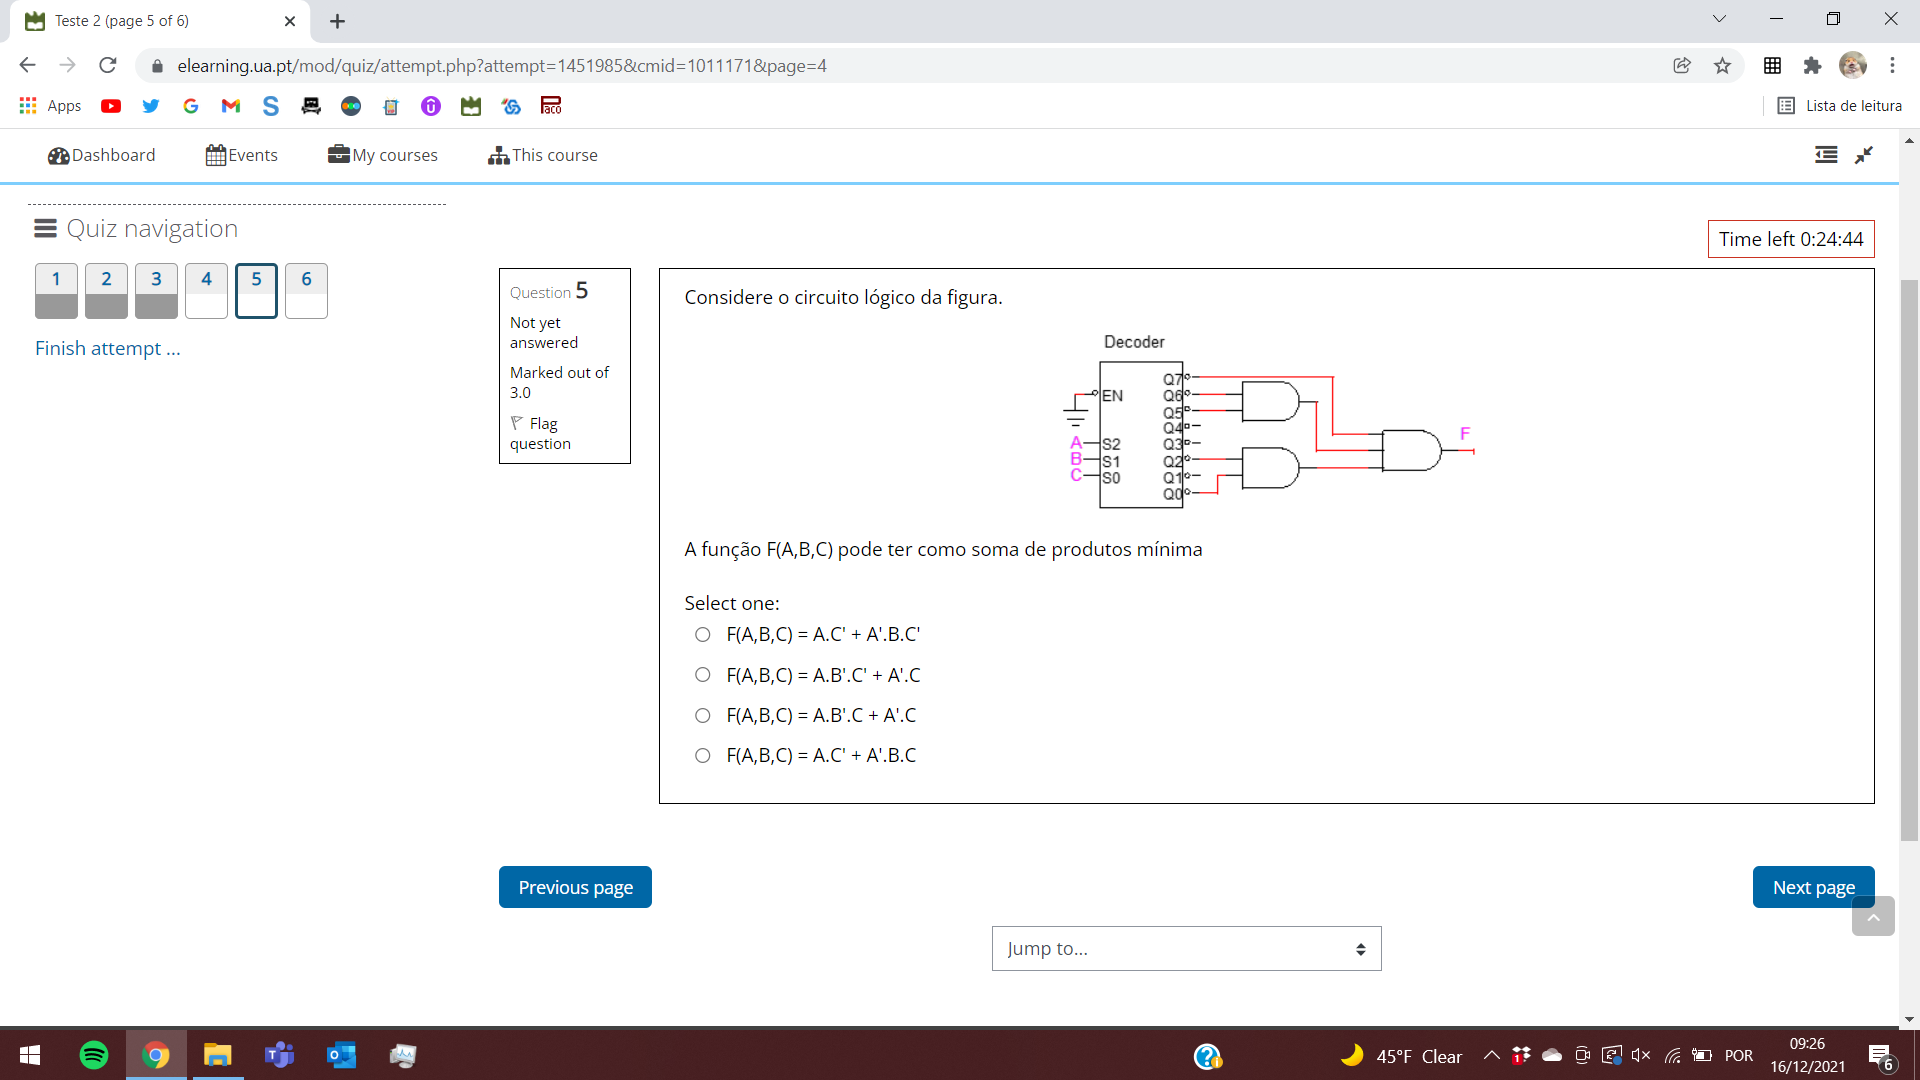 Teste 2 (page 5 of 6)
elearning.ua.pt/mod/quiz/attempt.php?attempt=1451985&cmid=1011171&page=4
Apps
Paco
Lista de leitura
Dashboard
Events
My courses
This course
Quiz navigation
1 2 3 4 5 6
Finish attempt ...
Time left 0:24:44
Question 5
Not yet
answered
Marked out of
3.0
Flag
question
Considere o circuito lógico da figura.
Decoder
EN
A S2
B S1
C S0
Q7
Q6
Q5
Q4
Q3
Q2
Q1
Q0
F
A função F(A,B,C) pode ter como soma de produtos mínima
Select one:
F(A,B,C) = A.C' + A'.B.C'
F(A,B,C) = A.B'.C' + A'.C
F(A,B,C) = A.B'.C + A'.C
F(A,B,C) = A.C' + A'.B.C
Previous page
Next page
Jump to...
45°F Clear
POR
09:26
16/12/2021
6